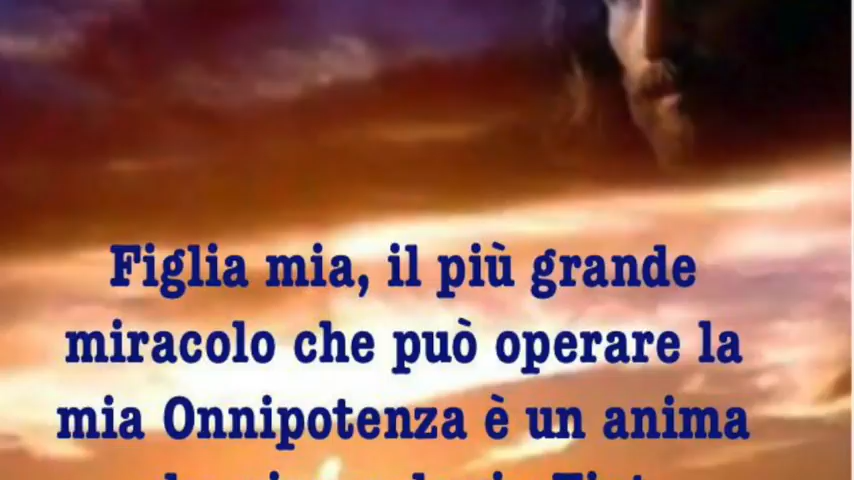 Figlia mia, il più grande
miracolo che può operare la
mia Onnipotenza è un anima